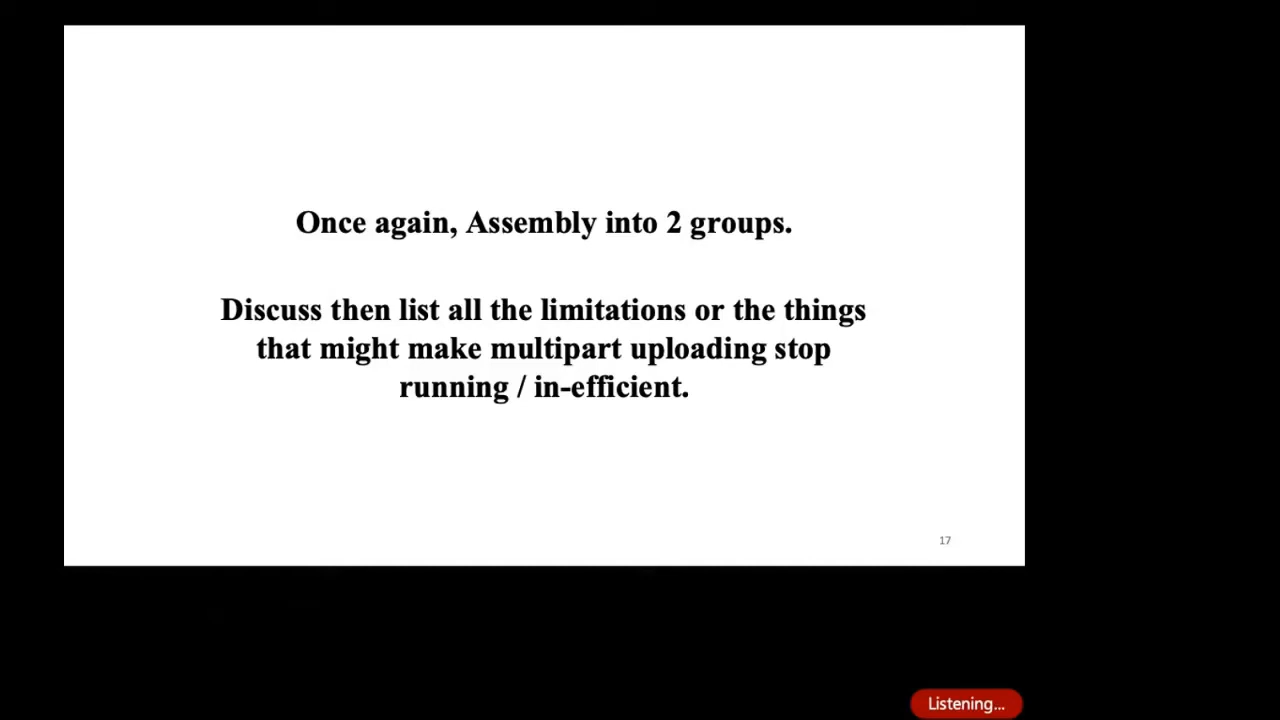 Once again, Assembly into 2 groups.
Discuss then list all the limitations or the things
that might make multipart uploading stop
running / in-efficient.
17
Listening...